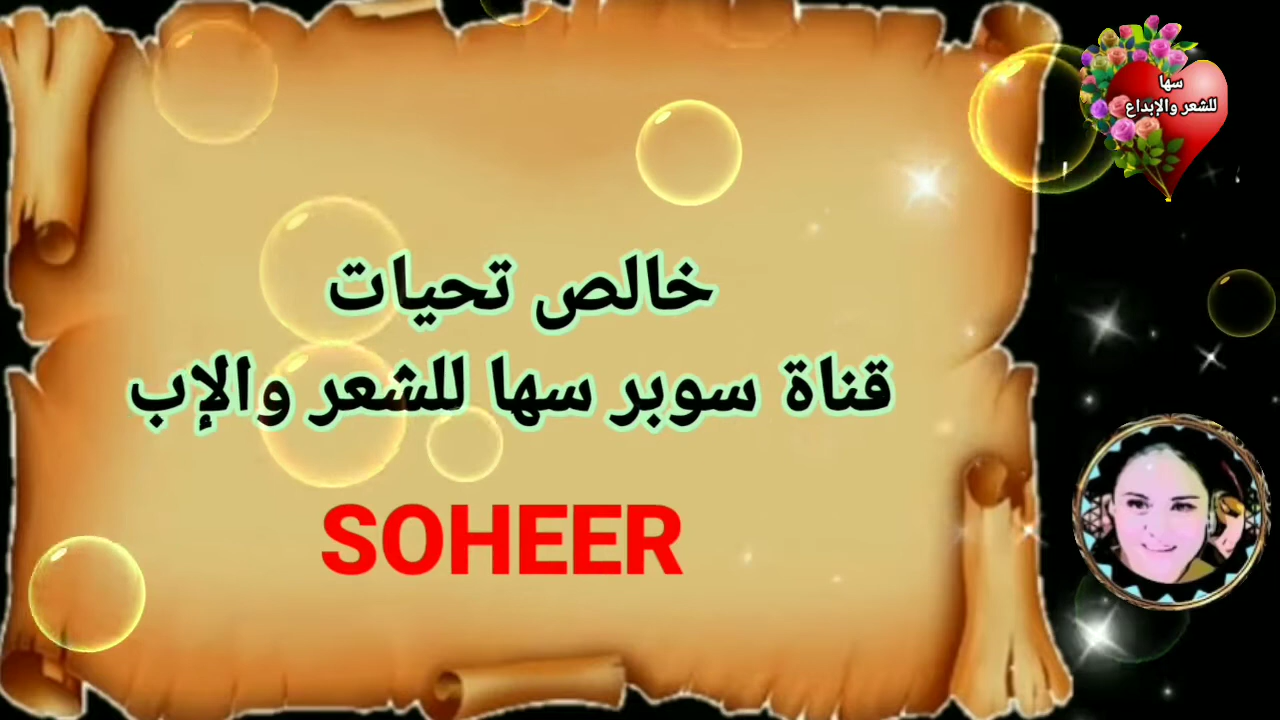 سها
للشعر والإبداع
خالص تحيات
قناة سوبر سها للشعر والإب
SOHEER